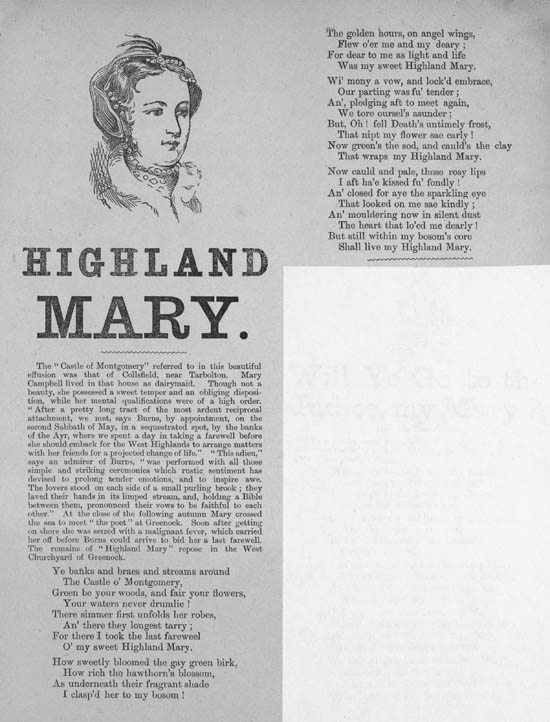 HIGHLAND
MARY.
The "Castle of Montgomery" referred to in this beautiful
effusion was that of Collsfield, near Tarbolton. Mary
Campbell lived in that house as dairymaid. Though not a
beauty, she possessed a sweet temper and an obliging disposi-
tion, while her mental qualifications were of a high order.
"After a pretty long tract of the most ardent reciprocal
attachment, we met, says Burns, by appointment, on the
second Sabbath of May, in a sequestrated spot, by the banks
of the Ayr, where we spent a day in taking a farewell before
she should embark for the West Highlands to arrange matters
with her friends for a projected change of life." "This adieu,"
says an admirer of Burns, "was performed with all those
simple and striking ceremonies which rustic sentiment has
devised to prolong tender emotions, and to inspire awe.
The lovers stood on each side of a small purling brook; they
laved their hands in its limped stream, and, holding a Bible
between them, pronounced their vows to be faithful to each
other." At the close of the following autumn Mary crossed
the sea to meet "the poet" at Greenock. Soon after getting
on shore she was seized with a malignant fever, which carried
her off before Burns could arrive to bid her a last farewell.
The remains of "Highland Mary" repose in the West
Churchyard of Greenock.
Ye banks and braes and streams around
The Castle o' Montgomery,
Green be your woods, and fair your flowers,
Your waters never drumlie!
There simmer first unfolds her robes,
An' there they longest tarry;
For there I took the last fareweel
O' my sweet Highland Mary.
How sweetly bloomed the gay green birk,
How rich the hawthorn's blossom,
As underneath their fragrant shade
I clasp'd her to my bosom!
The golden hours, on angel wings,
Flew o'er me and my deary;
For dear to me as light and life
Was my sweet Highland Mary.
Wi' mony a vow, and lock'd embrace,
Our parting was fu' tender;
An', pledging aft to meet again,
We tore oursel's asunder;
But, Oh! fell Death's untimely frost,
That nipt my flower sae early!
Now green's the sod, and cauld's the clay
That wraps my Highland Mary.
Now cauld and pale, those rosy lips
I aft ha'e kissed fu' fondly!
An' closed for aye the sparkling eye
That looked on me sae kindly;
An' mouldering now in silent dust
The heart that lo'ed me dearly!
But still within my bosom's core
Shall live my Highland Mary.